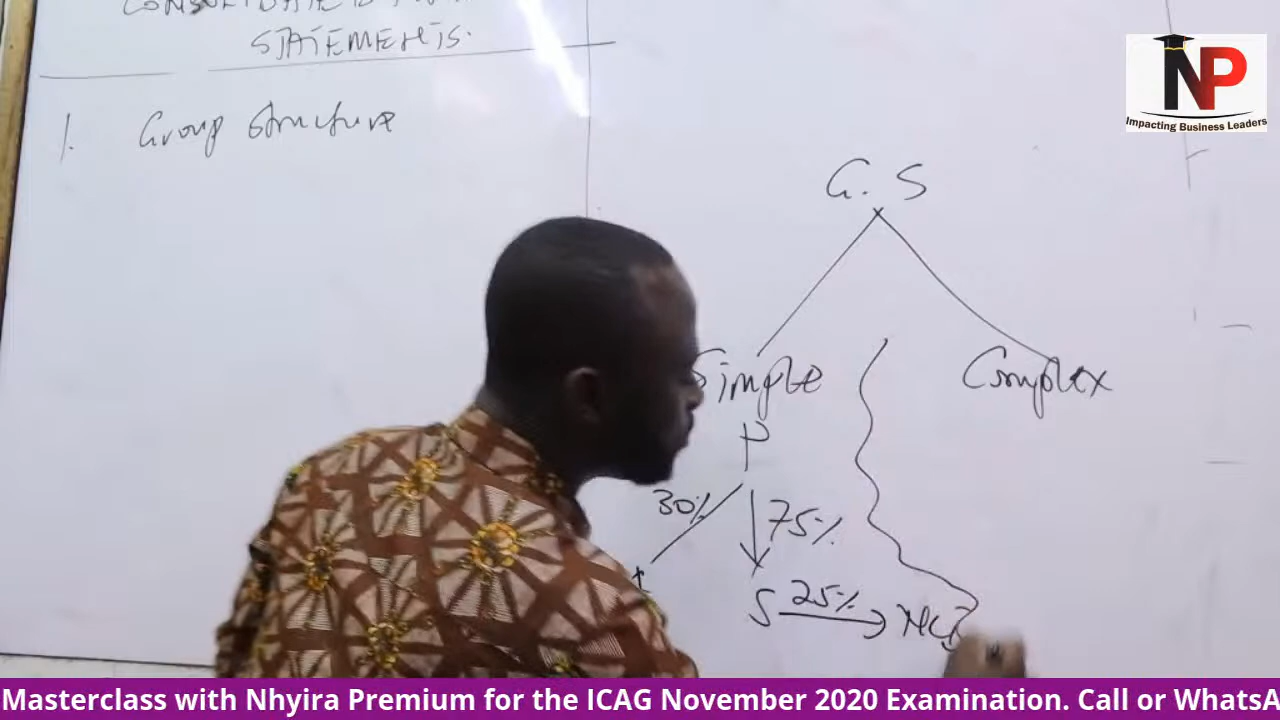 STATEMENTS.
1. Group Structure
G. S
Simple
Complex
P
30%
75%
S 25% NCI
NP
Impacting Business Leaders
Masterclass with Nhyira Premium for the ICAG November 2020 Examination. Call or WhatsA